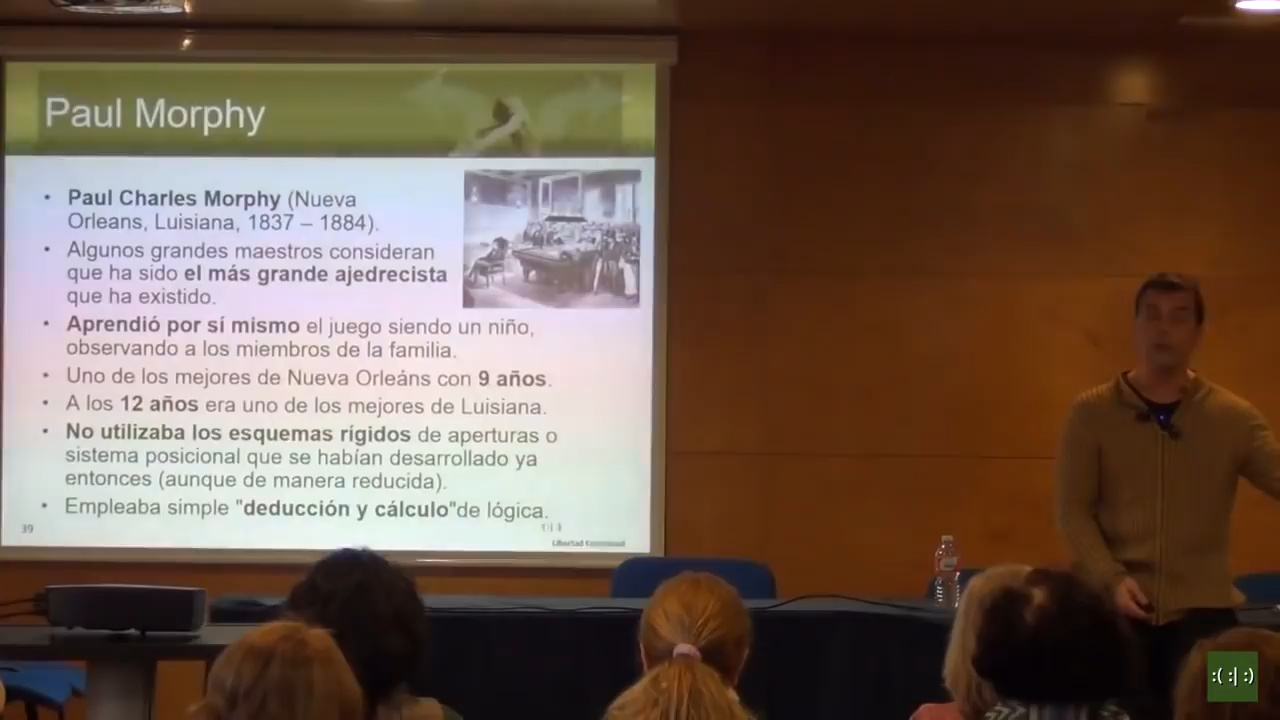 Paul Morphy
• Paul Charles Morphy (Nueva
Orleans, Luisiana, 1837 – 1884).
• Algunos grandes maestros consideran
que ha sido el más grande ajedrecista
que ha existido.
• Aprendió por sí mismo el juego siendo un niño,
observando a los miembros de la familia.
• Uno de los mejores de Nueva Orleáns con 9 años.
• A los 12 años era uno de los mejores de Luisiana.
• No utilizaba los esquemas rígidos de aperturas o
sistema posicional que se habían desarrollado ya
entonces (aunque de manera reducida).
• Empleaba simple "deducción y cálculo"de lógica.
39
Libertad Emocional
:( :| :)